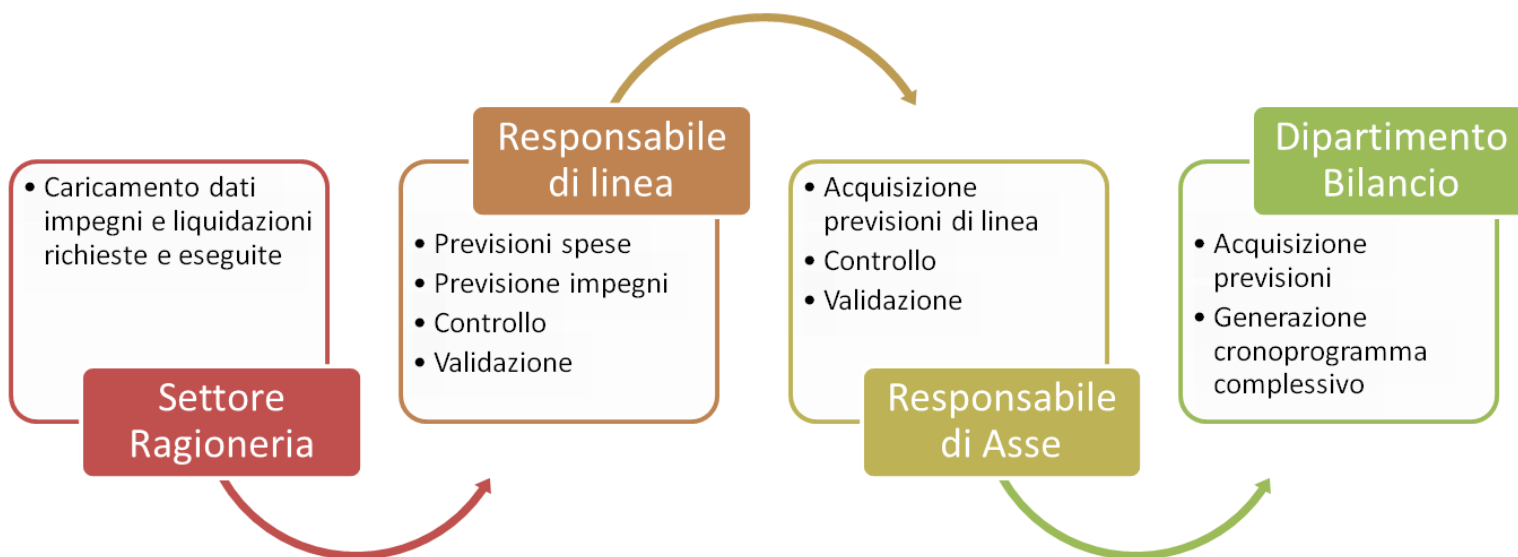 • Caricamento dati
impegni e liquidazioni
richieste e eseguite
Settore
Ragioneria
Responsabile
di linea
• Previsioni spese
• Previsione impegni
• Controllo
• Validazione
• Acquisizione
previsioni di linea
• Controllo
• Validazione
Responsabile
di Asse
Dipartimento
Bilancio
• Acquisizione
previsioni
• Generazione
cronoprogramma
complessivo